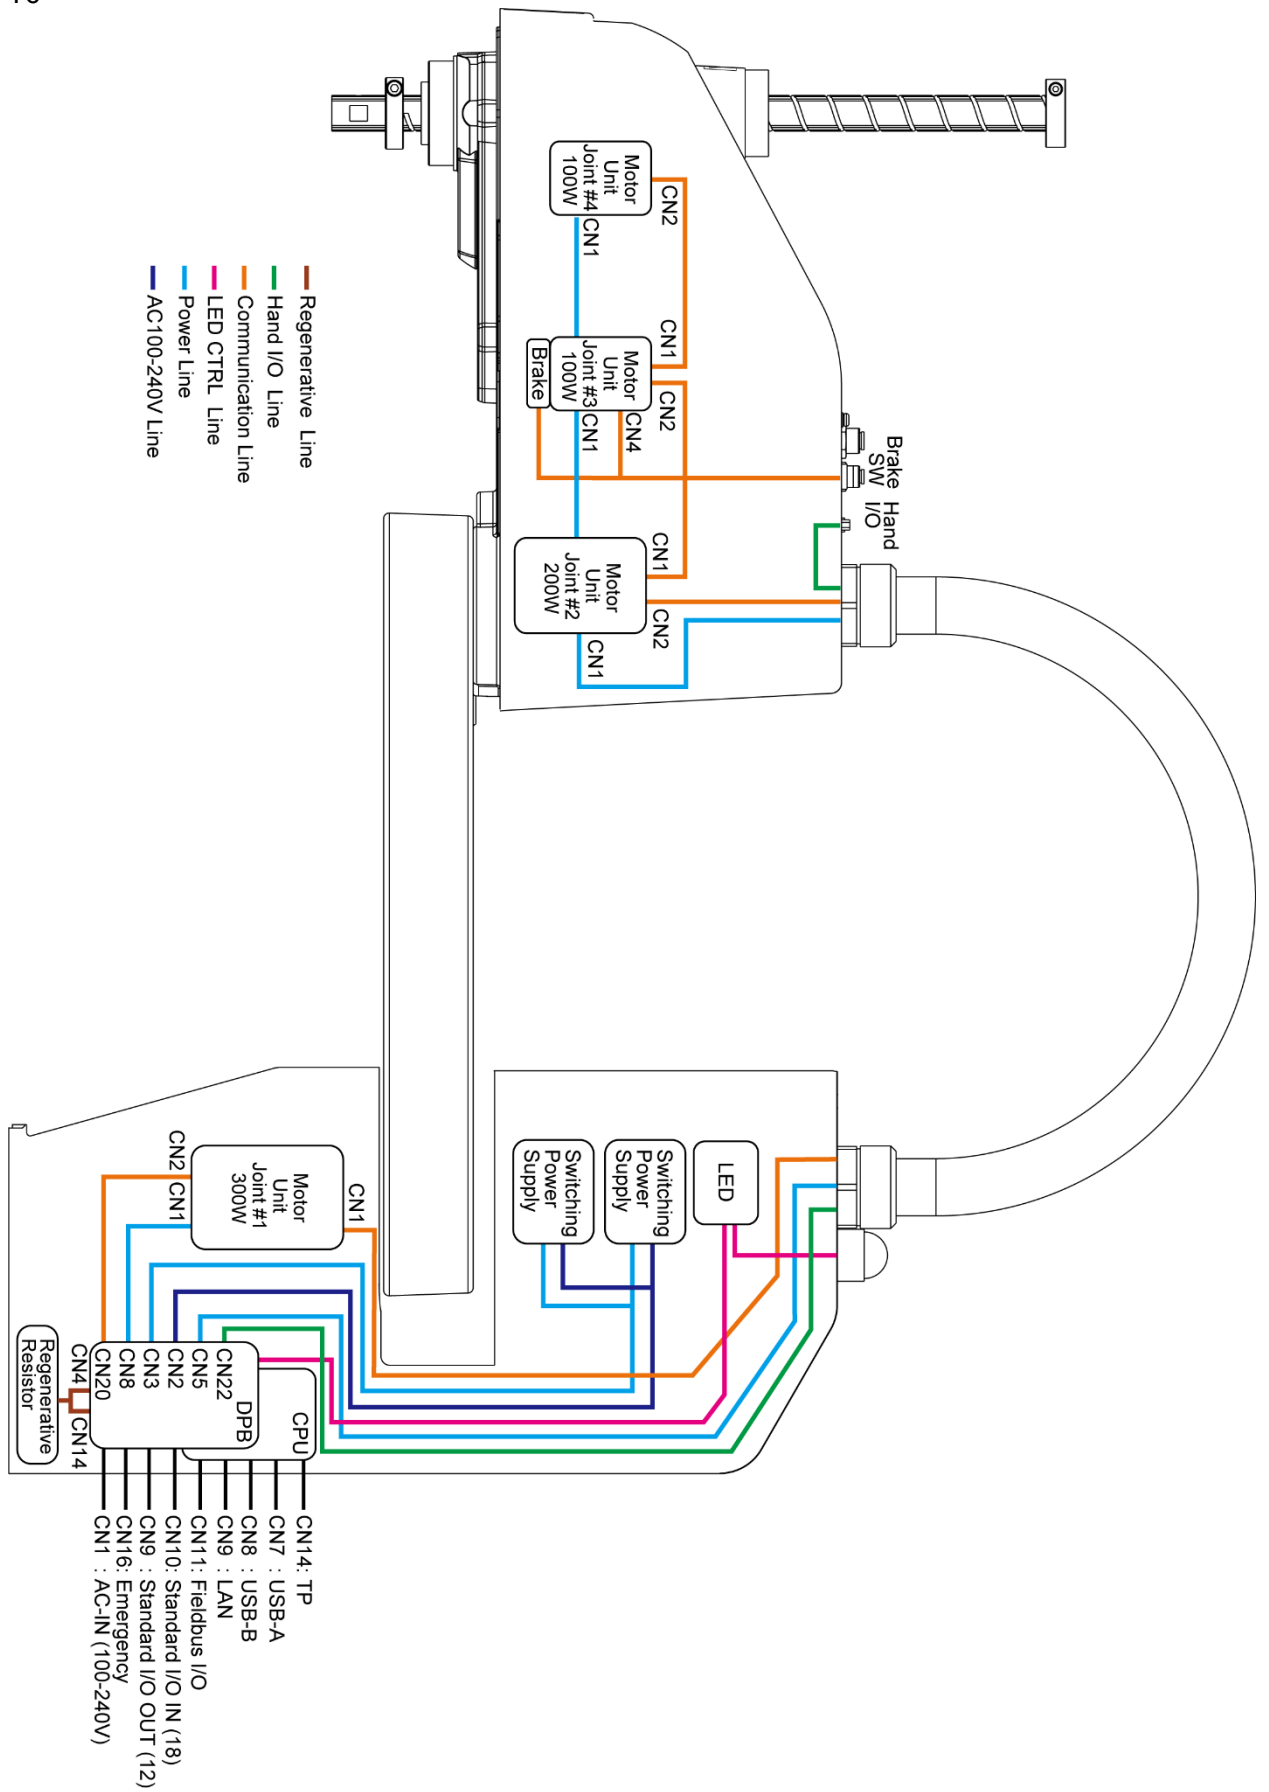 Motor
Unit
Joint #4
100W
CN2
CN1
CN1
Motor
Unit
Joint #3
100W
Brake
CN2
CN4
CN1
Brake
SW
Hand
I/O
CN1
Motor
Unit
Joint #2
200W
CN2
CN1
Regenerative Line
Hand I/O Line
Communication Line
LED CTRL Line
Power Line
AC100-240V Line
LED
Switching
Power
Supply
Switching
Power
Supply
CN1
Motor
Unit
Joint #1
300W
CN2
CN1
CPU
DPB
CN22
CN5
CN2
CN3
CN8
CN20
CN4
CN14
Regenerative
Resistor
CN14: TP
CN7 : USB-A
CN8 : USB-B
CN9 : LAN
CN11: Fieldbus I/O
CN10: Standard I/O IN (18)
CN9 : Standard I/O OUT (12)
CN16: Emergency
CN1 : AC-IN (100-240V)